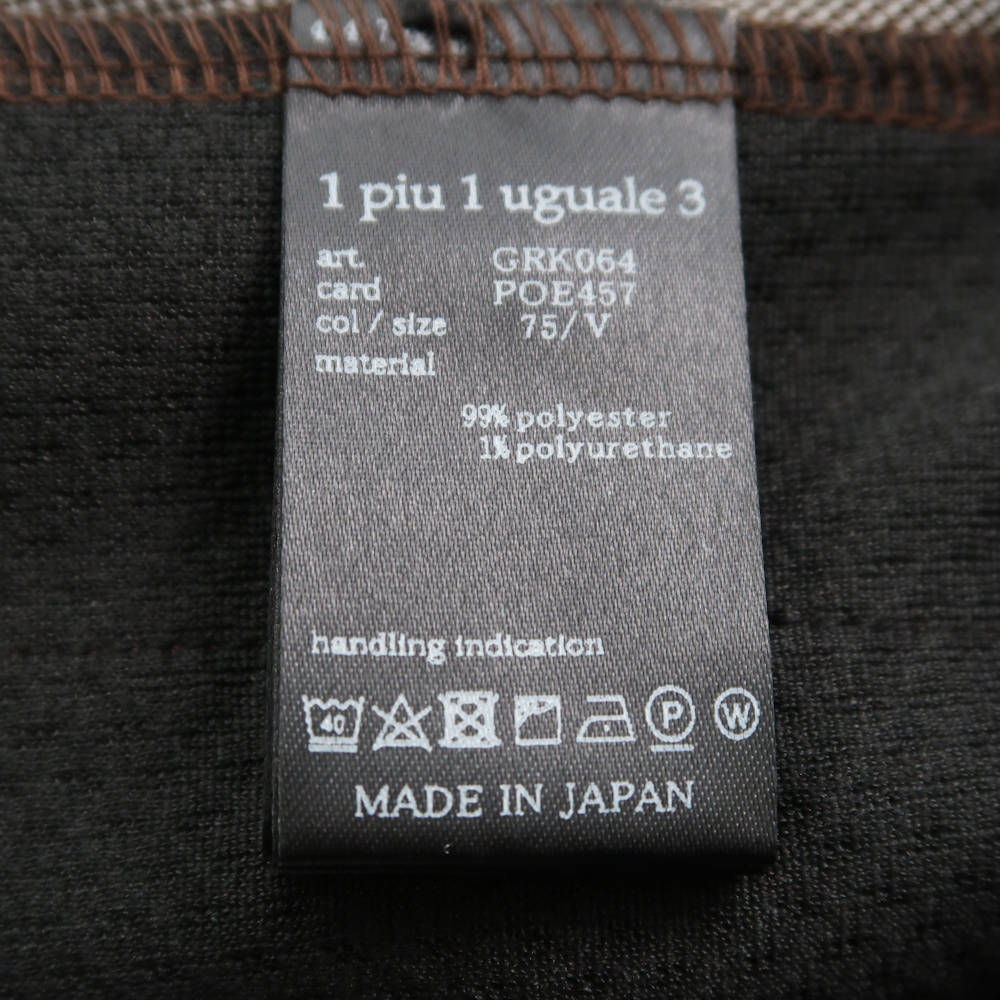 1 piu 1 uguale 3
art. GRK064
card POE457
col / size 75/V
material
99% polyester
1% polyurethane
handling indication
40 P W
MADE IN JAPAN